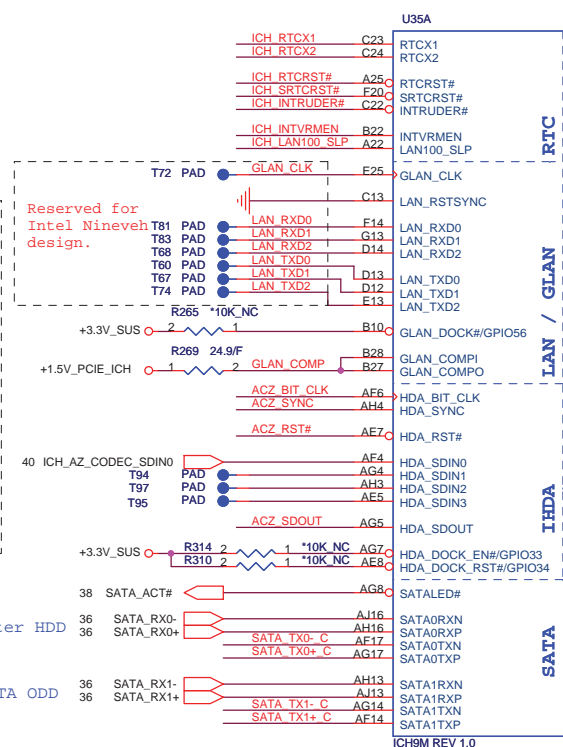 U35A
ICH_RTCX1 C23 RTCX1
ICH_RTCX2 C24 RTCX2
ICH_RTCRST# A25 RTCRST#
ICH_SRTCRST# F20 SRTCRST#
ICH_INTRUDER# C22 INTRUDER#
ICH_INTVRMEN B22 INTVRMEN
ICH_LAN100_SLP A22 LAN100_SLP
RTC
T72 PAD GLAN_CLK E25 GLAN_CLK
C13 LAN_RSTSYNC
Reserved for
Intel Nineveh
design.
T81 PAD LAN_RXD0 F14 LAN_RXD0
T83 PAD LAN_RXD1 G13 LAN_RXD1
T68 PAD LAN_RXD2 D14 LAN_RXD2
T60 PAD LAN_TXD0 D13 LAN_TXD0
T67 PAD LAN_TXD1 D12 LAN_TXD1
T74 PAD LAN_TXD2 E13 LAN_TXD2
LAN / GLAN
R265 *10K_NC
+3.3V_SUS 2 1 B10 GLAN_DOCK#/GPIO56
R269 24.9/F
+1.5V_PCIE_ICH 1 2 GLAN_COMP B28 GLAN_COMPI
B27 GLAN_COMPO
ACZ_BIT_CLK AF6 HDA_BIT_CLK
ACZ_SYNC AH4 HDA_SYNC
ACZ_RST# AE7 HDA_RST#
40 ICH_AZ_CODEC_SDIN0 AF4 HDA_SDIN0
T94 PAD AG4 HDA_SDIN1
T97 PAD AH3 HDA_SDIN2
T95 PAD AE5 HDA_SDIN3
IHDA
ACZ_SDOUT AG5 HDA_SDOUT
+3.3V_SUS R314 2 1 *10K_NC AG7 HDA_DOCK_EN#/GPIO33
R310 2 1 *10K_NC AE8 HDA_DOCK_RST#/GPIO34
38 SATA_ACT# AG8 SATALED#
ter HDD
36 SATA_RX0- AJ16 SATA0RXN
36 SATA_RX0+ AH16 SATA0RXP
SATA_TX0-_C AF17 SATA0TXN
SATA_TX0+_C AG17 SATA0TXP
SATA
TA ODD
36 SATA_RX1- AH13 SATA1RXN
36 SATA_RX1+ AJ13 SATA1RXP
SATA_TX1-_C AG14 SATA1TXN
SATA_TX1+_C AF14 SATA1TXP
ICH9M REV 1.0